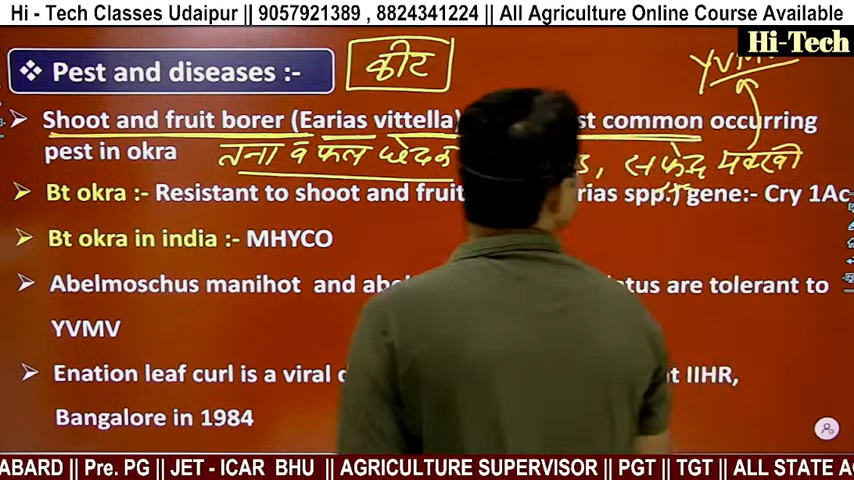 Hi - Tech Classes Udaipur || 9057921389 , 8824341224 || All Agriculture Online Course Available
Hi-Tech
❖ Pest and diseases :- कीट
Shoot and fruit borer (Earias vittella) most common occurring
pest in okra तना व फल छेदक , सफेद मक्खी
Bt okra :- Resistant to shoot and fruit spp.) gene:- Cry 1Ac
Bt okra in india :- MHYCO
Abelmoschus manihot and are tolerant to
YVMV
Enation leaf curl is a viral IIHR,
Bangalore in 1984
ABARD || Pre. PG || JET - ICAR BHU || AGRICULTURE SUPERVISOR || PGT || TGT || ALL STATE